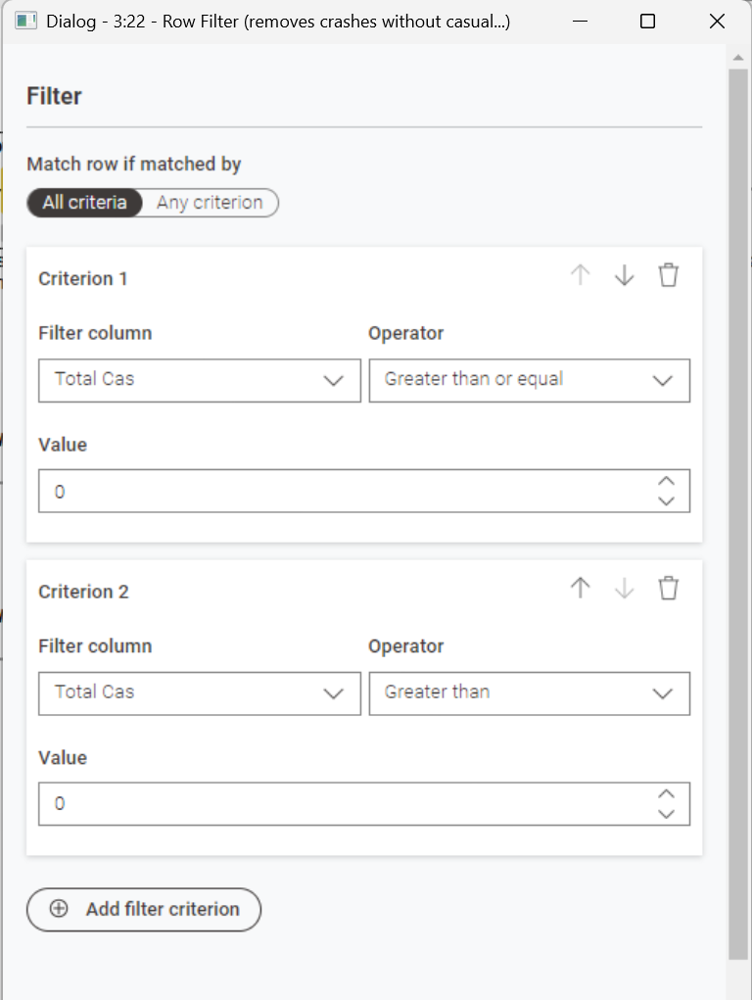 Dialog - 3:22 - Row Filter (removes crashes without casual...)
Filter
Match row if matched by
All criteria Any criterion
Criterion 1
Filter column Operator
Total Cas Greater than or equal
Value
0
Criterion 2
Filter column Operator
Total Cas Greater than
Value
0
Add filter criterion